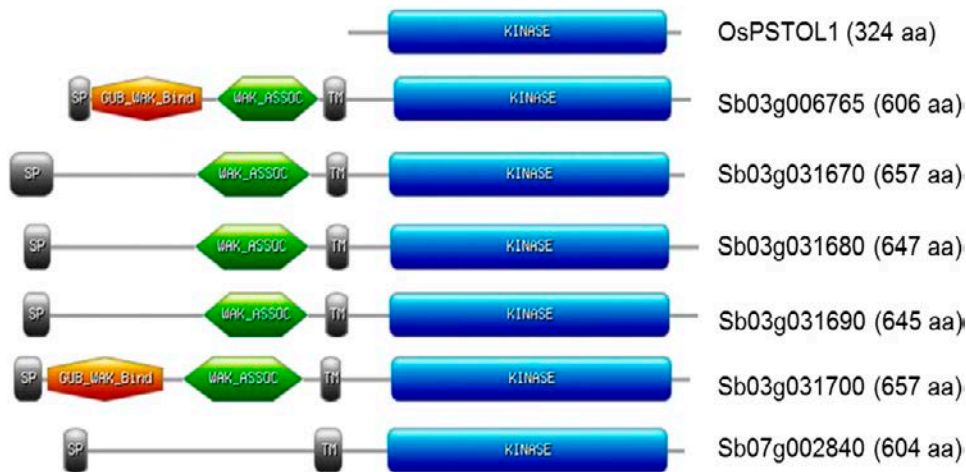 KINASE OsPSTOL1 (324 aa)
SP GUB_WAK_Bind WAK_ASSOC TM KINASE Sb03g006765 (606 aa)
SP WAK_ASSOC TM KINASE Sb03g031670 (657 aa)
SP WAK_ASSOC TM KINASE Sb03g031680 (647 aa)
SP WAK_ASSOC TM KINASE Sb03g031690 (645 aa)
SP GUB_WAK_Bind WAK_ASSOC TM KINASE Sb03g031700 (657 aa)
SP TM KINASE Sb07g002840 (604 aa)